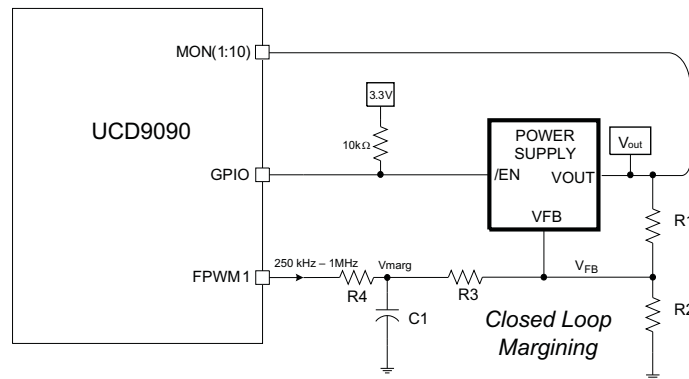 MON(1:10)
3.3V
UCD9090
10kΩ
POWER
SUPPLY
Vout
GPIO
/EN
VOUT
VFB
R1
250 kHz – 1MHz
Vmarg
VFB
FPWM1
R4
R3
C1
R2
Closed Loop
Margining